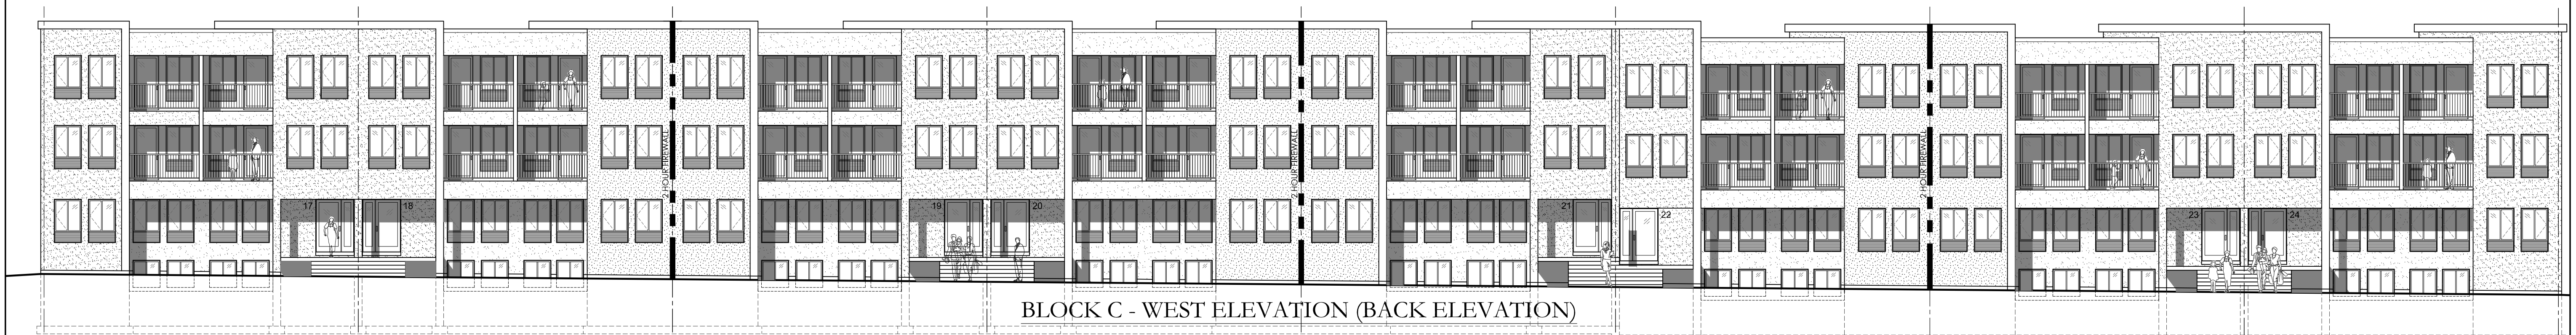 17 18
2 HOUR FIREWALL
19 20
2 HOUR FIREWALL
21 22
2 HOUR FIREWALL
23 24
BLOCK C - WEST ELEVATION (BACK ELEVATION)